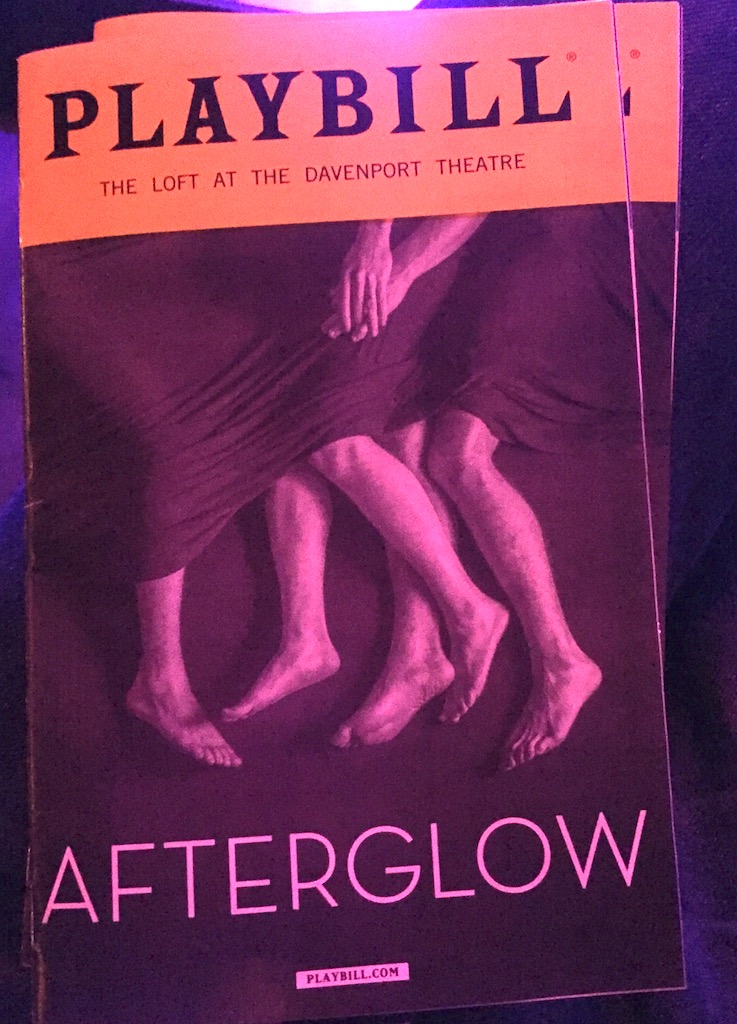 PLAYBILL®
THE LOFT AT THE DAVENPORT THEATRE
AFTERGLOW
PLAYBILL.COM